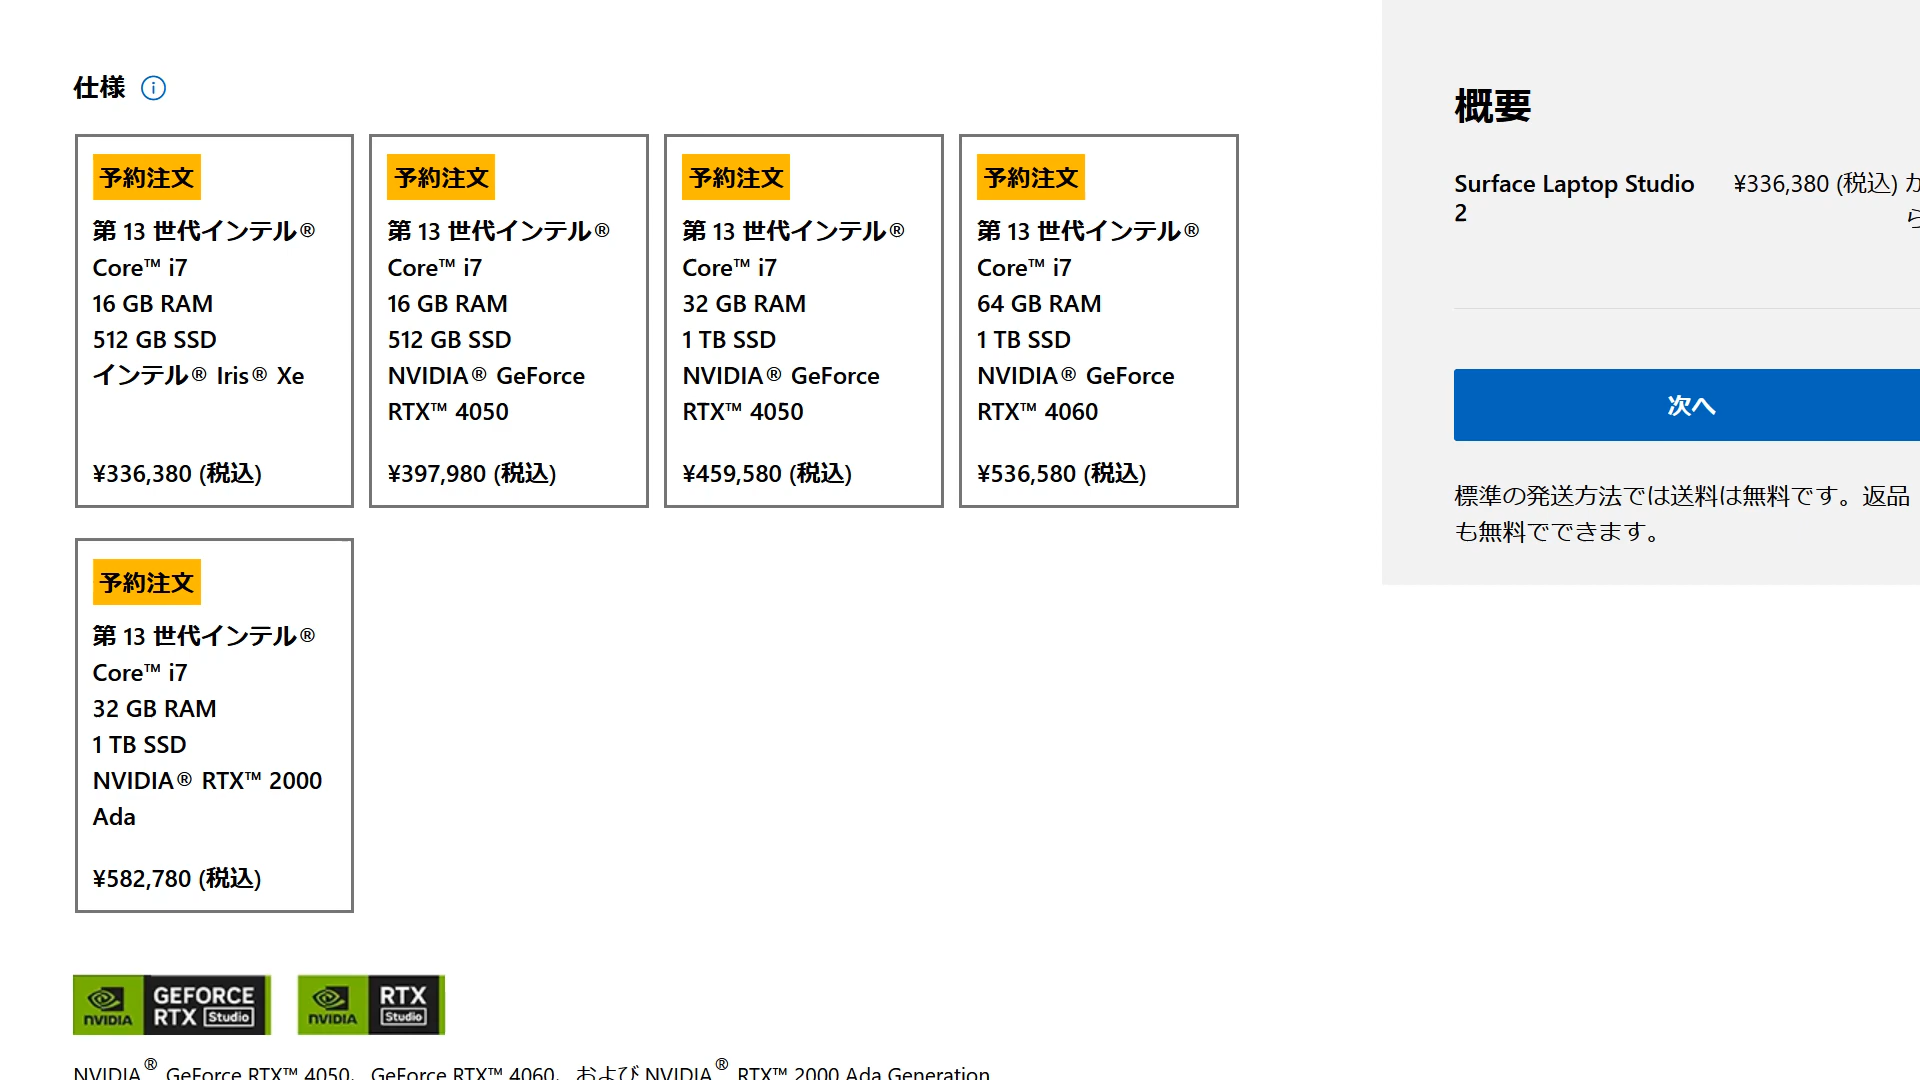 仕様
予約注文
第 13 世代インテル®
Core™ i7
16 GB RAM
512 GB SSD
インテル® Iris® Xe
¥336,380 (税込)
予約注文
第 13 世代インテル®
Core™ i7
16 GB RAM
512 GB SSD
NVIDIA® GeForce
RTX™ 4050
¥397,980 (税込)
予約注文
第 13 世代インテル®
Core™ i7
32 GB RAM
1 TB SSD
NVIDIA® GeForce
RTX™ 4050
¥459,580 (税込)
予約注文
第 13 世代インテル®
Core™ i7
64 GB RAM
1 TB SSD
NVIDIA® GeForce
RTX™ 4060
¥536,580 (税込)
予約注文
第 13 世代インテル®
Core™ i7
32 GB RAM
1 TB SSD
NVIDIA® RTX™ 2000
Ada
¥582,780 (税込)
NVIDIA
GEFORCE
RTX Studio
NVIDIA
RTX
Studio
NVIDIA® GeForce RTX™ 4050、GeForce RTX™ 4060、および NVIDIA® RTX™ 2000 Ada Generation
概要
Surface Laptop Studio
2
¥336,380 (税込) か
ら
次へ
標準の発送方法では送料は無料です。返品
も無料でできます。